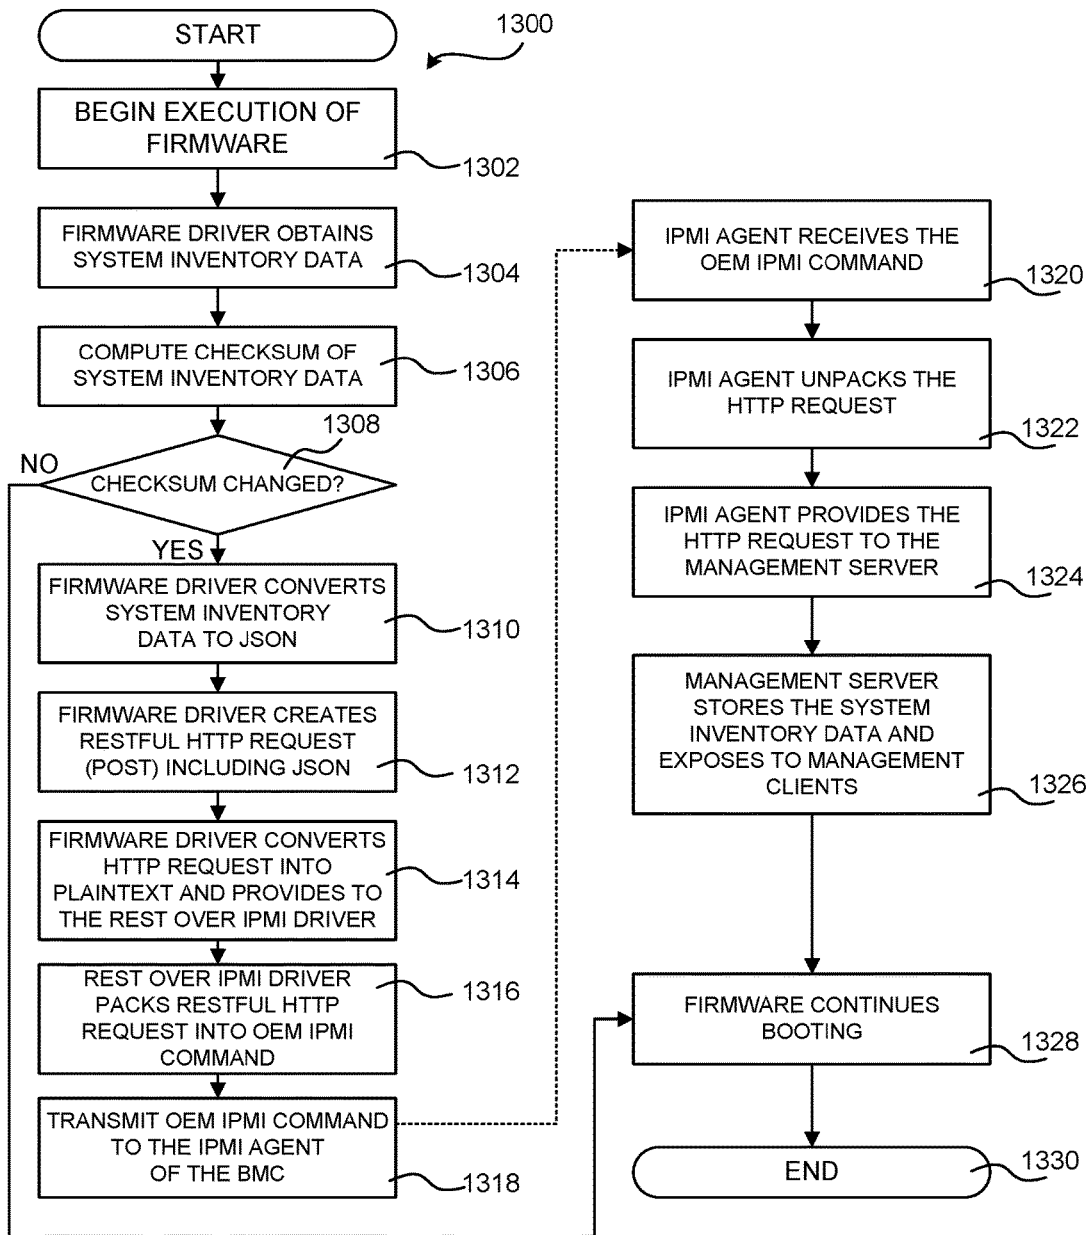 START
1300
BEGIN EXECUTION OF
FIRMWARE
1302
FIRMWARE DRIVER OBTAINS
SYSTEM INVENTORY DATA
1304
COMPUTE CHECKSUM OF
SYSTEM INVENTORY DATA
1306
1308
NO
CHECKSUM CHANGED?
YES
FIRMWARE DRIVER CONVERTS
SYSTEM INVENTORY
DATA TO JSON
1310
FIRMWARE DRIVER CREATES
RESTFUL HTTP REQUEST
(POST) INCLUDING JSON
1312
FIRMWARE DRIVER CONVERTS
HTTP REQUEST INTO
PLAINTEXT AND PROVIDES TO
THE REST OVER IPMI DRIVER
1314
REST OVER IPMI DRIVER
PACKS RESTFUL HTTP
REQUEST INTO OEM IPMI
COMMAND
1316
TRANSMIT OEM IPMI COMMAND
TO THE IPMI AGENT
OF THE BMC
1318
IPMI AGENT RECEIVES THE
OEM IPMI COMMAND
1320
IPMI AGENT UNPACKS THE
HTTP REQUEST
1322
IPMI AGENT PROVIDES THE
HTTP REQUEST TO THE
MANAGEMENT SERVER
1324
MANAGEMENT SERVER
STORES THE SYSTEM
INVENTORY DATA AND
EXPOSES TO MANAGEMENT
CLIENTS
1326
FIRMWARE CONTINUES
BOOTING
1328
END
1330